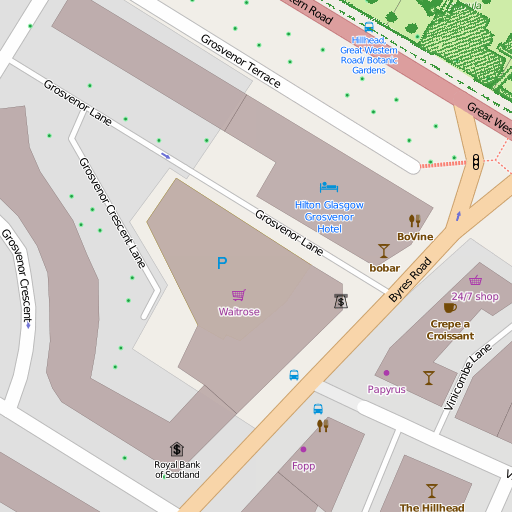 tern Road
Hillhead,
Great Western
Road/ Botanic
Gardens
Grosvenor Terrace
Great Wes
Grosvenor Lane
Grosvenor Crescent Lane
Hilton Glasgow
Grosvenor
Hotel
Grosvenor Lane
BoVine
bobar
Grosvenor Crescent
P
Byres Road
24/7 shop
Waitrose
$
Crepe a
Croissant
Vinicombe Lane
Papyrus
Royal Bank
of Scotland
$
Fopp
V
The Hillhead